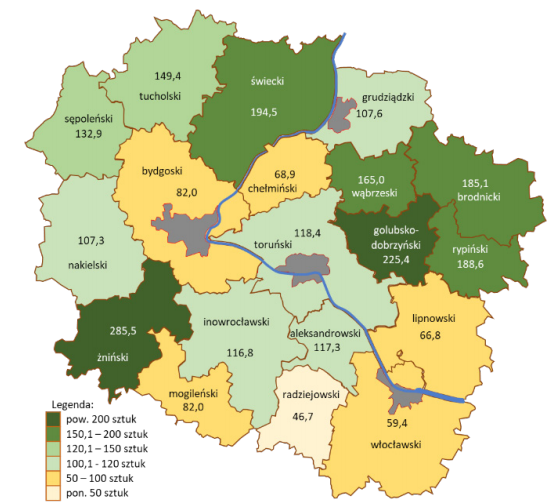 149,4
tucholski
świecki
194,5
grudziądzki
107,6
sępoleński
132,9
bydgoski
82,0
68,9
chełmiński
165,0
wąbrzeski
185,1
brodnicki
107,3
nakielski
118,4
toruński
golubsko-
dobrzyński
225,4
rypiński
188,6
285,5
żniński
inowrocławski
116,8
aleksandrowski
117,3
lipnowski
66,8
mogileński
82,0
radziejowski
46,7
59,4
włocławski
Legenda:
pow. 200 sztuk
150,1 – 200 sztuk
120,1 – 150 sztuk
100,1 - 120 sztuk
50 – 100 sztuk
pon. 50 sztuk